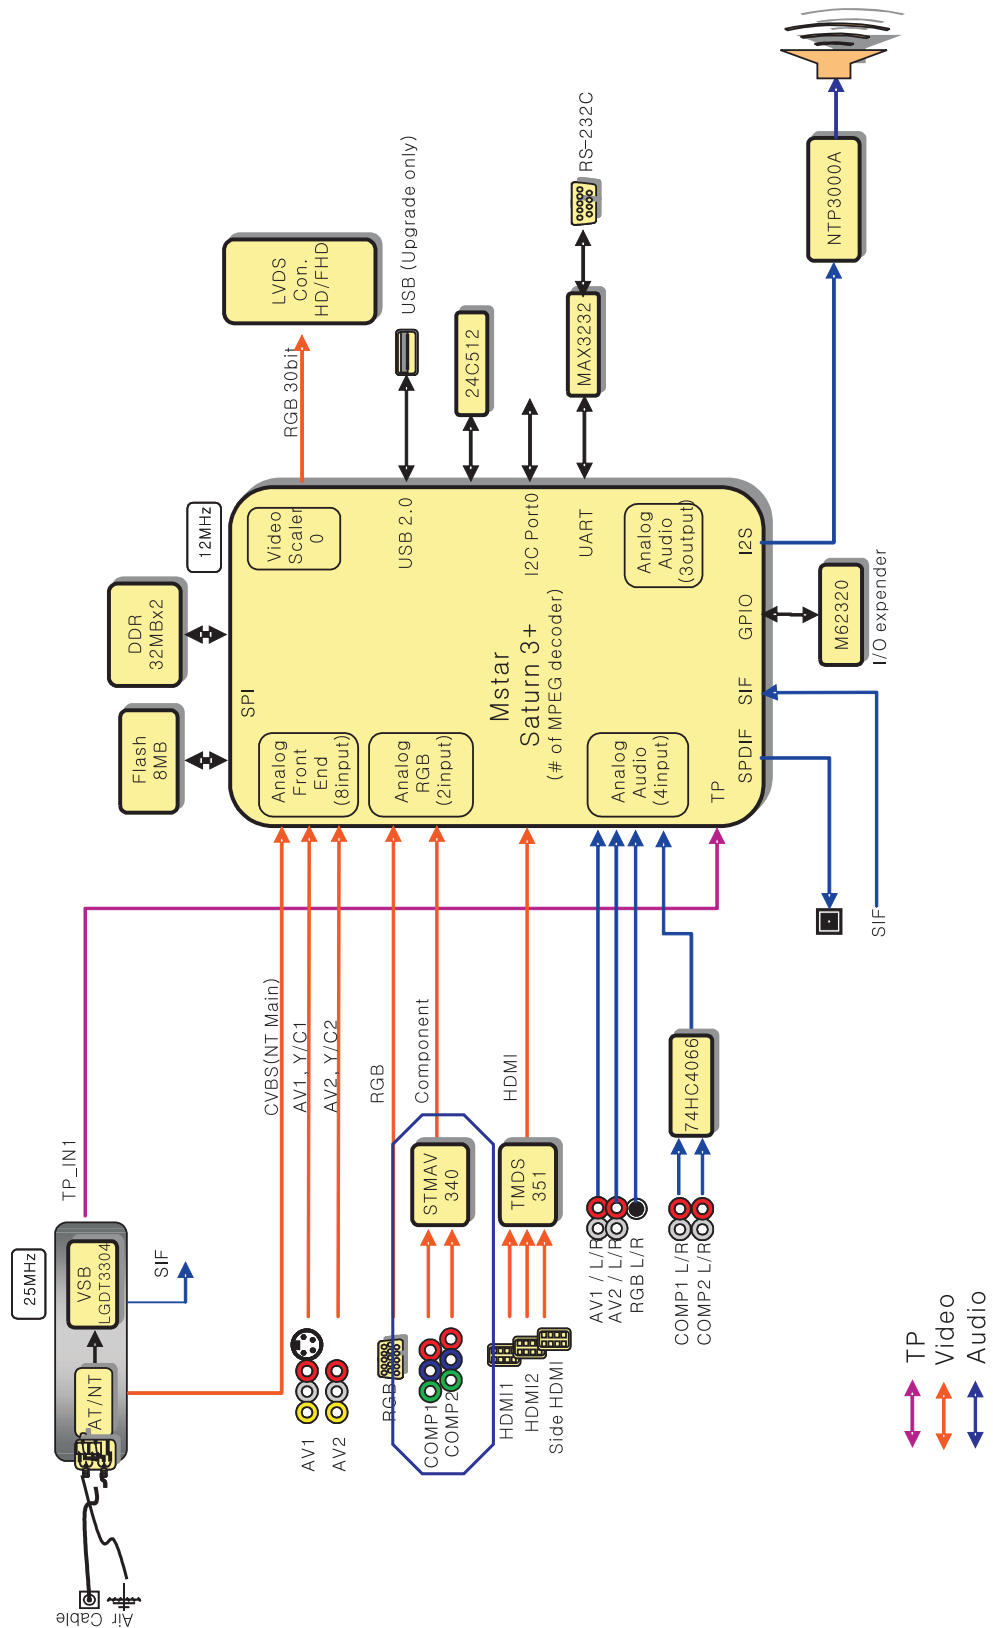 Air
Cable
25MHz
AT/NT
VSB
LGDT3304
SIF
TP_IN1
CVBS(NT Main)
AV1, Y/C1
AV2, Y/C2
RGB
Component
HDMI
AV1
AV2
RGB
COMP1
COMP2
STMAV
340
HDMI1
HDMI2
Side HDMI
TMDS
351
AV1 / L/R
AV2 / L/R
RGB L/R
COMP1 L/R
COMP2 L/R
74HC4066
Flash
8MB
DDR
32MBx2
12MHz
SPI
Analog
Front
End
(8input)
Analog
RGB
(2input)
Mstar
Saturn 3+
(# of MPEG decoder)
Analog
Audio
(4input)
TP
SPDIF
SIF
GPIO
I2S
Video
Scaler
0
USB 2.0
I2C Port0
UART
Analog
Audio
(3output)
RGB 30bit
LVDS
Con.
HD/FHD
USB (Upgrade only)
24C512
MAX3232
RS-232C
M62320
I/O expender
NTP3000A
SIF
TP
Video
Audio